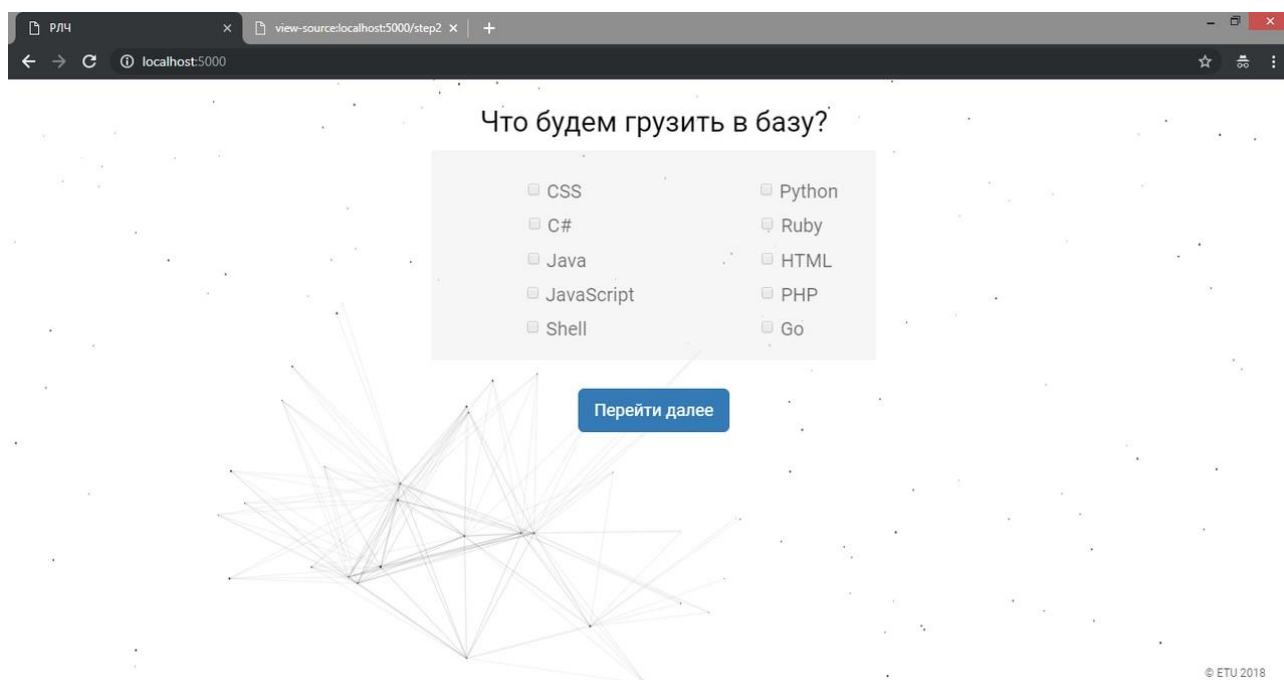 РЛЧ
view-source:localhost:5000/step2
localhost:5000
Что будем грузить в базу?
CSS
Python
C#
Ruby
Java
HTML
JavaScript
PHP
Shell
Go
Перейти далее
© ETU 2018